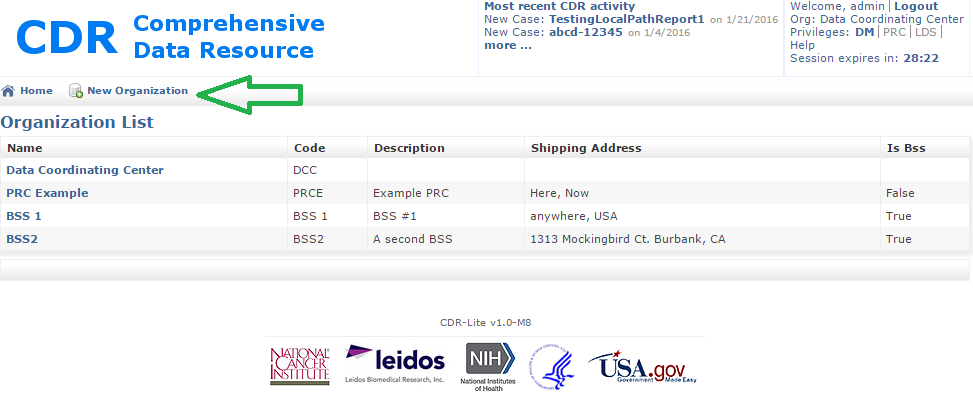 CDR Comprehensive Data Resource
Most recent CDR activity
New Case: TestingLocalPathReport1 on 1/21/2016
New Case: abcd-12345 on 1/4/2016
more ...
Welcome, admin | Logout
Org: Data Coordinating Center
Privileges: DM | PRC | LDS |
Help
Session expires in: 28:22
Home New Organization
Organization List
Name Code Description Shipping Address Is Bss
Data Coordinating Center DCC
PRC Example PRCE Example PRC Here, Now False
BSS 1 BSS 1 BSS #1 anywhere, USA True
BSS2 BSS2 A second BSS 1313 Mockingbird Ct. Burbank, CA True
CDR-Lite v1.0-M8
NATIONAL CANCER INSTITUTE
leidos
Leidos Biomedical Research, Inc.
NIH
National Institutes of Health
USA.gov
Government Made Easy